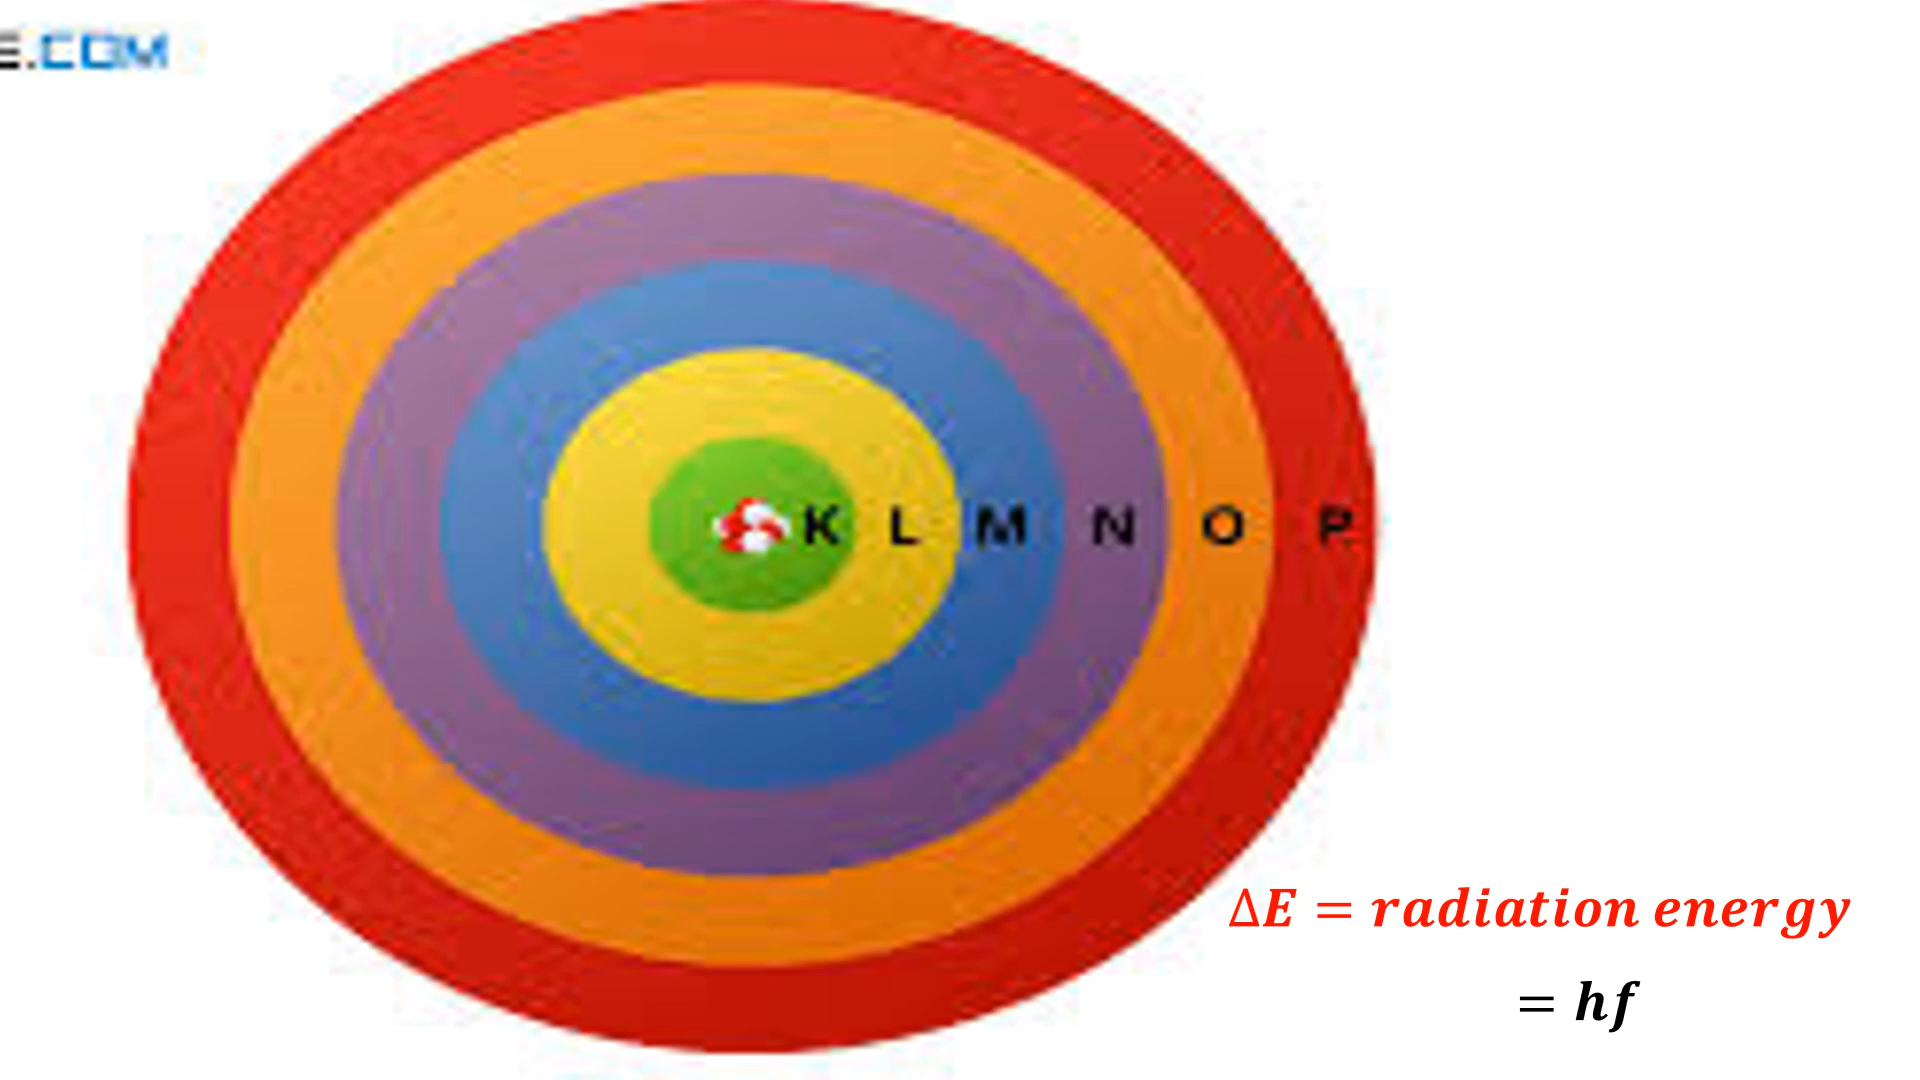 E.COM
K L M N O P
ΔE = radiation energy
= hf